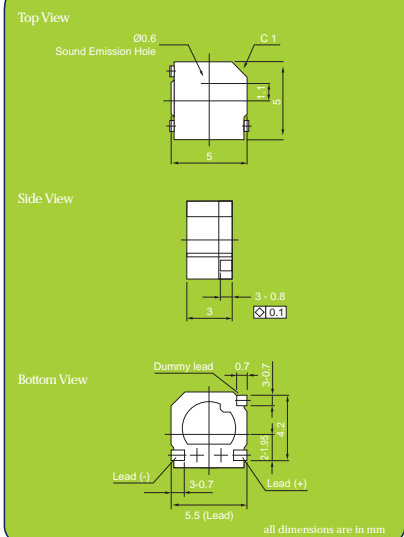 Top View
Ø0.6
C 1
Sound Emission Hole
1.1
5
5
Side View
3 - 0.8
3
0.1
Dummy lead
0.7
3-0.7
Bottom View
4.2
2-1.95
Lead (-)
3-0.7
Lead (+)
5.5 (Lead)
all dimensions are in mm